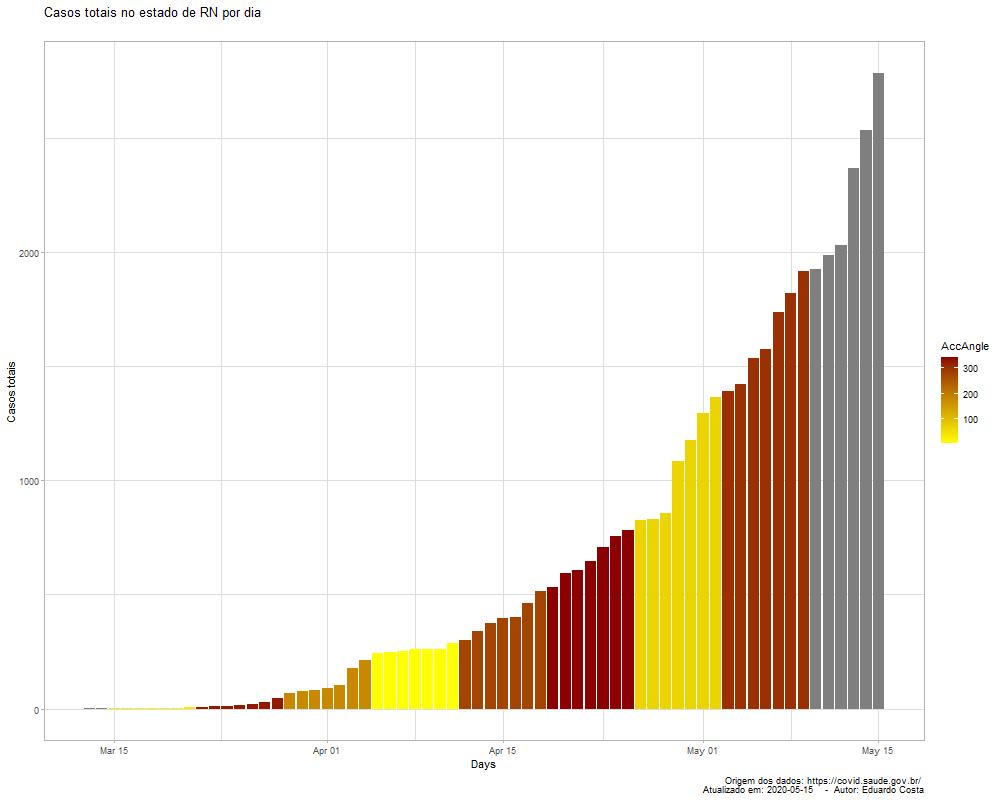 Casos totais no estado de RN por dia
Casos totais
2000
1000
0
Mar 15
Apr 01
Apr 15
May 01
May 15
Days
AccAngle
300
200
100
Origem dos dados: https://covid.saude.gov.br/
Atualizado em: 2020-05-15 - Autor: Eduardo Costa